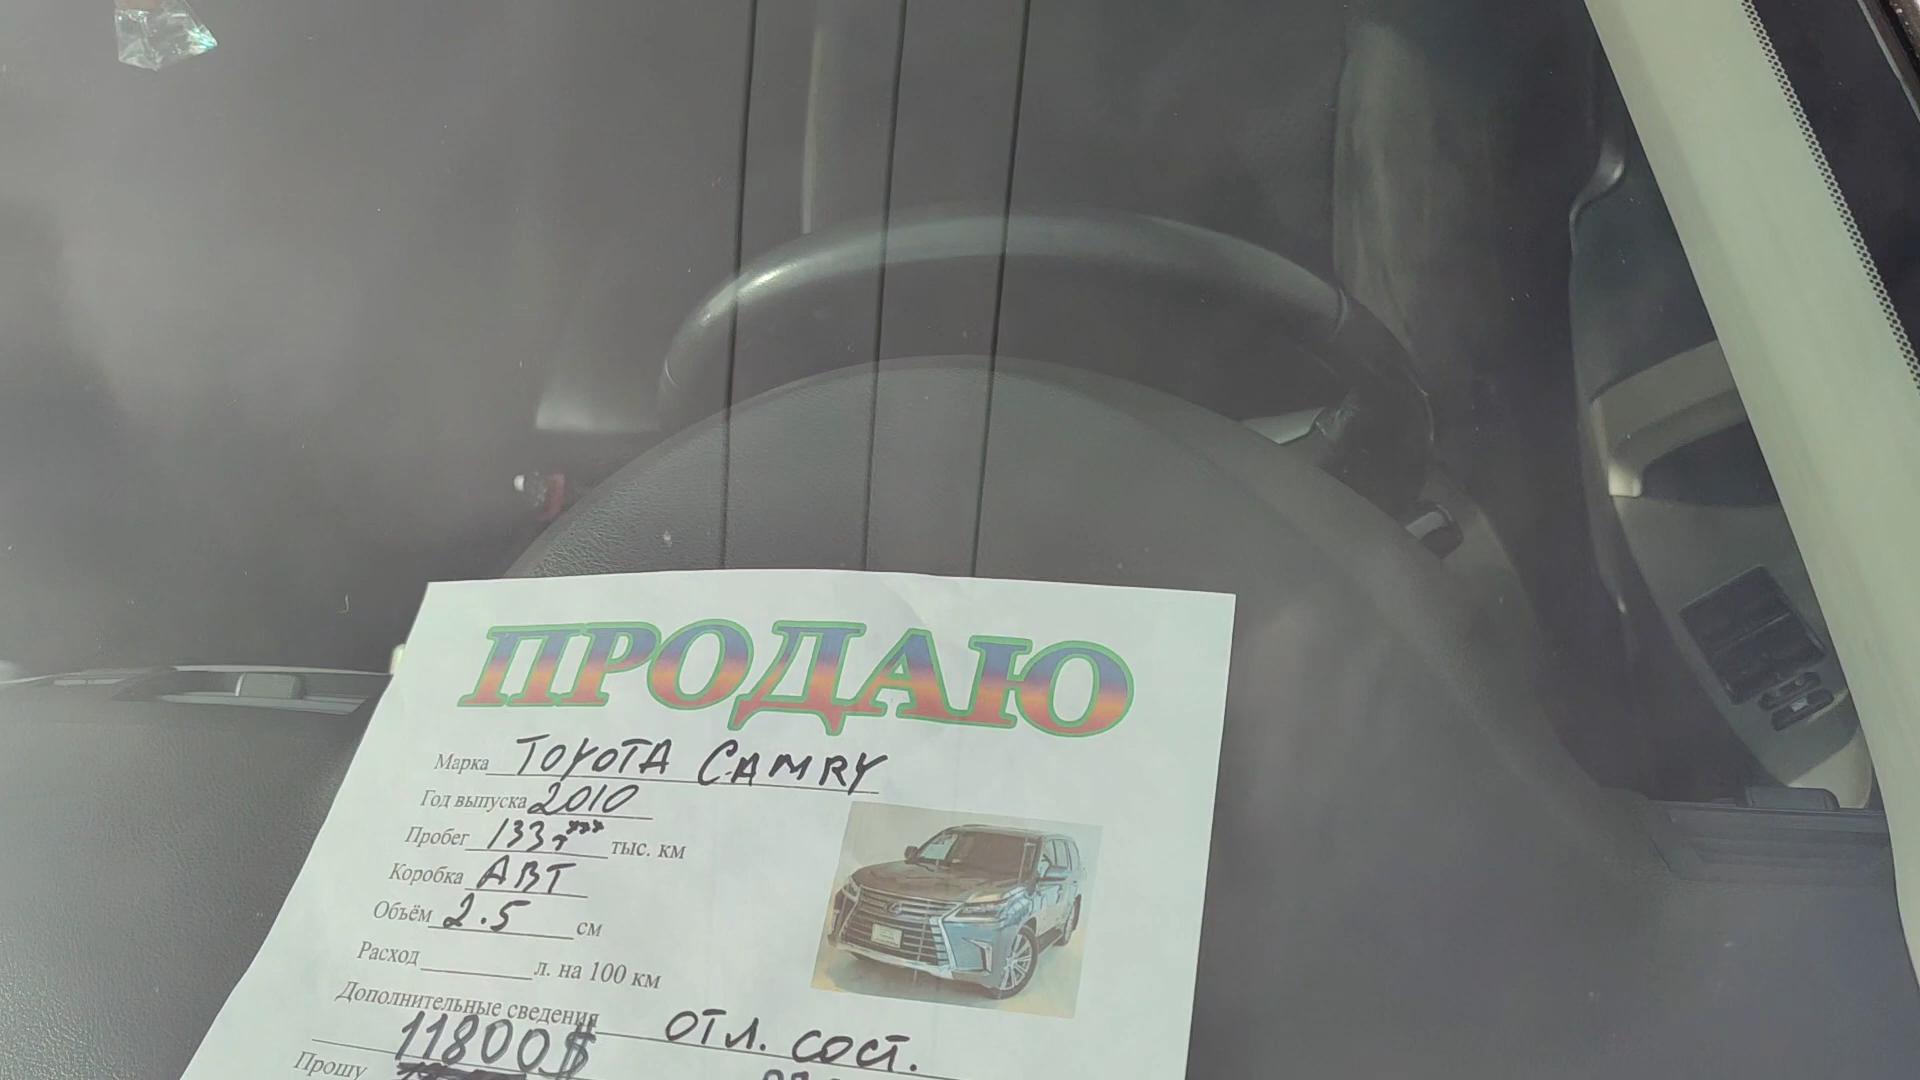 ПРОДАЮ
Марка TOYOTA CAMRY
Год выпуска 2010
Пробег 133т*** тыс. км
Коробка АВТ
Объём 2.5 см
Расход л. на 100 км
Дополнительные сведения ОТЛ. СОСТ.
11800$
Прошу